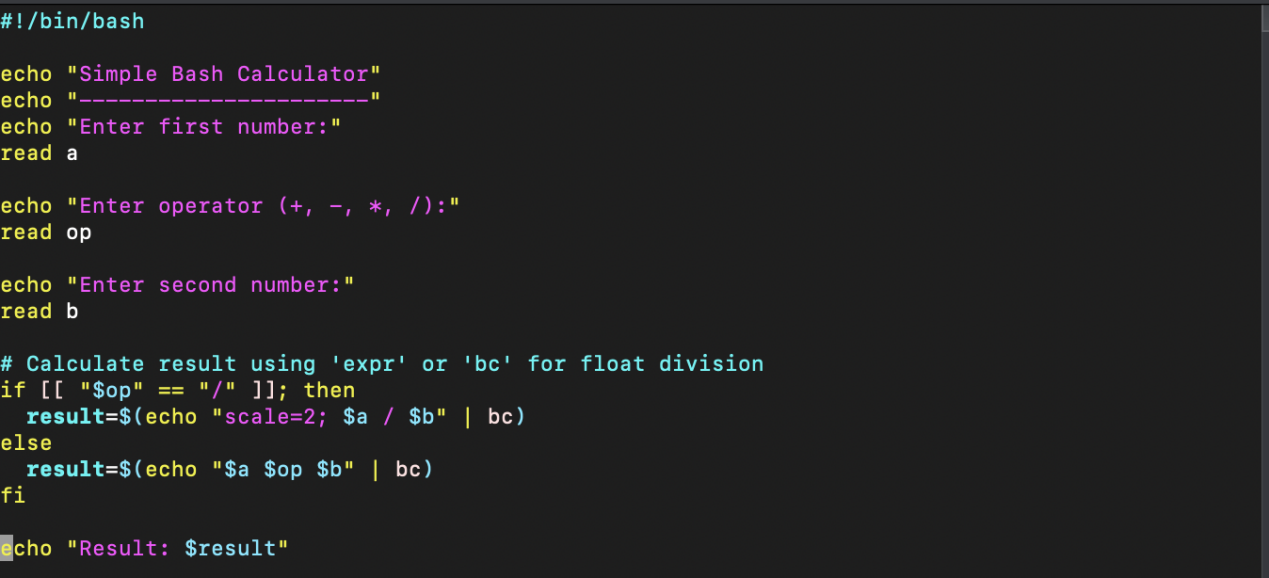 #!/bin/bash
echo "Simple Bash Calculator"
echo "----------------------"
echo "Enter first number:"
read a
echo "Enter operator (+, -, *, /):"
read op
echo "Enter second number:"
read b
# Calculate result using 'expr' or 'bc' for float division
if [[ "$op" == "/" ]]; then
  result=$(echo "scale=2; $a / $b" | bc)
else
  result=$(echo "$a $op $b" | bc)
fi
echo "Result: $result"